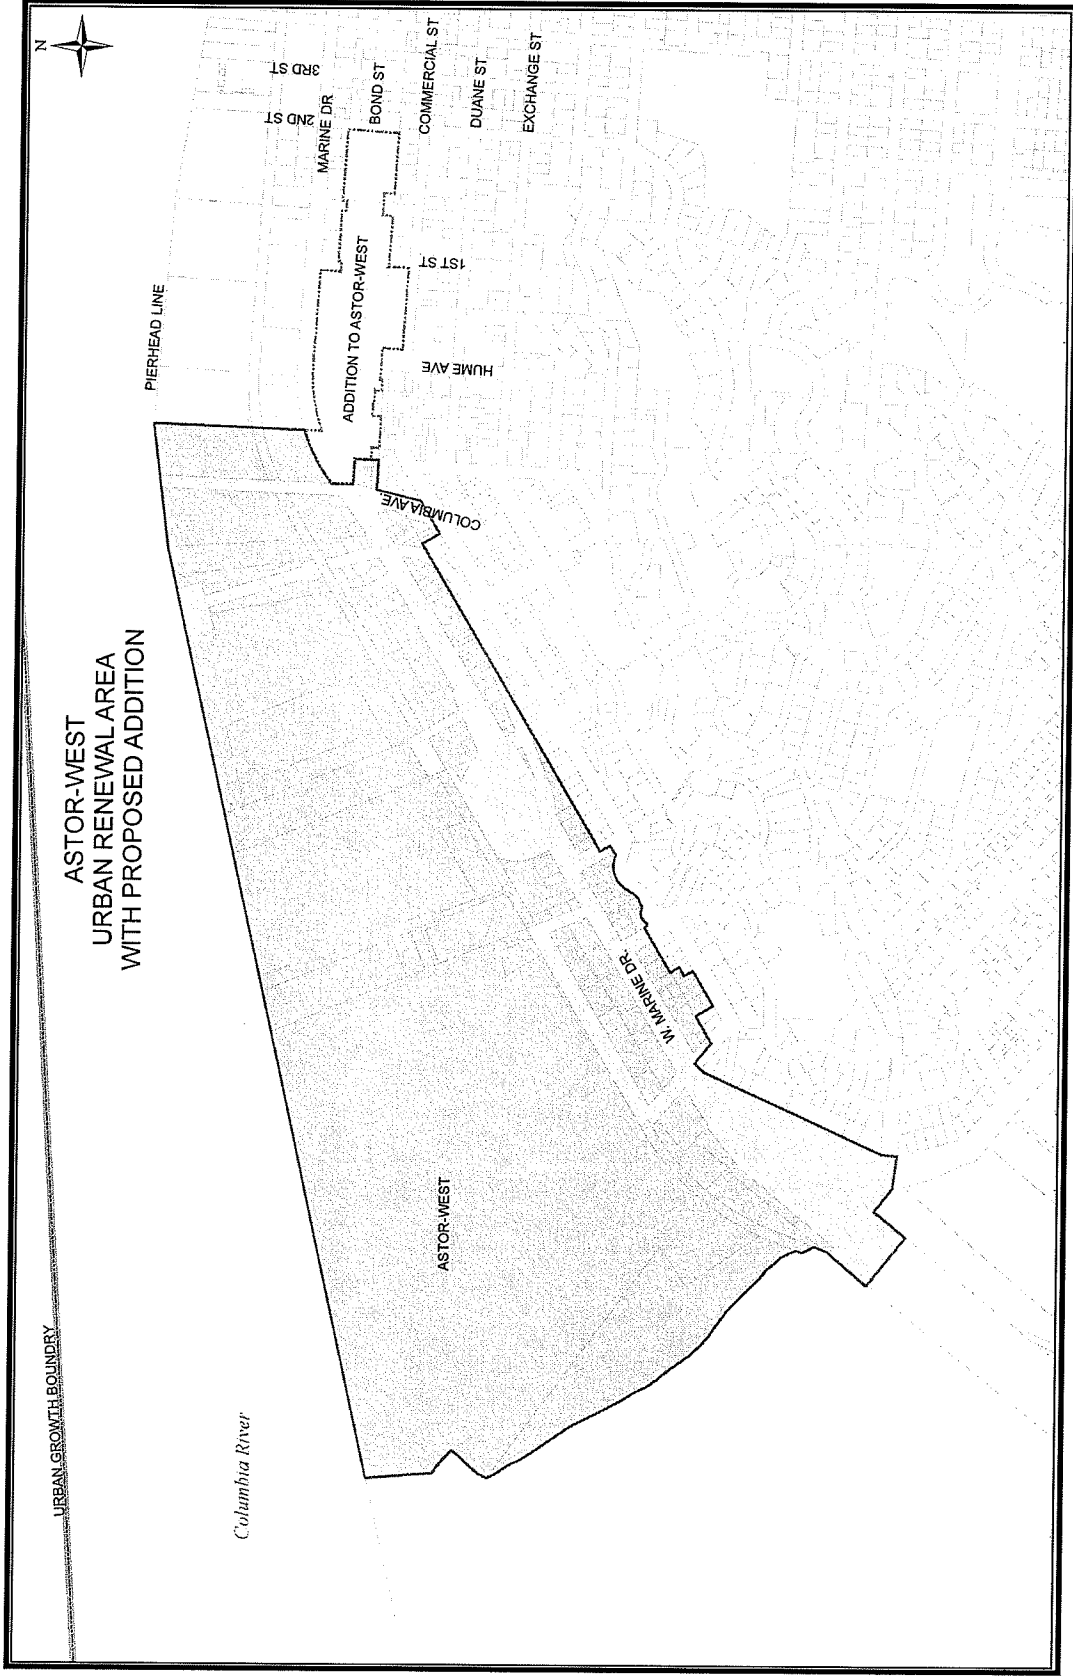 ASTOR-WEST
URBAN RENEWAL AREA
WITH PROPOSED ADDITION
N
URBAN GROWTH BOUNDRY
Columbia River
PIERHEAD LINE
3RD ST
2ND ST
MARINE DR
BOND ST
COMMERCIAL ST
DUANE ST
EXCHANGE ST
ADDITION TO ASTOR-WEST
1ST ST
HUME AVE
COLUMBIA AVE.
W. MARINE DR.
ASTOR-WEST